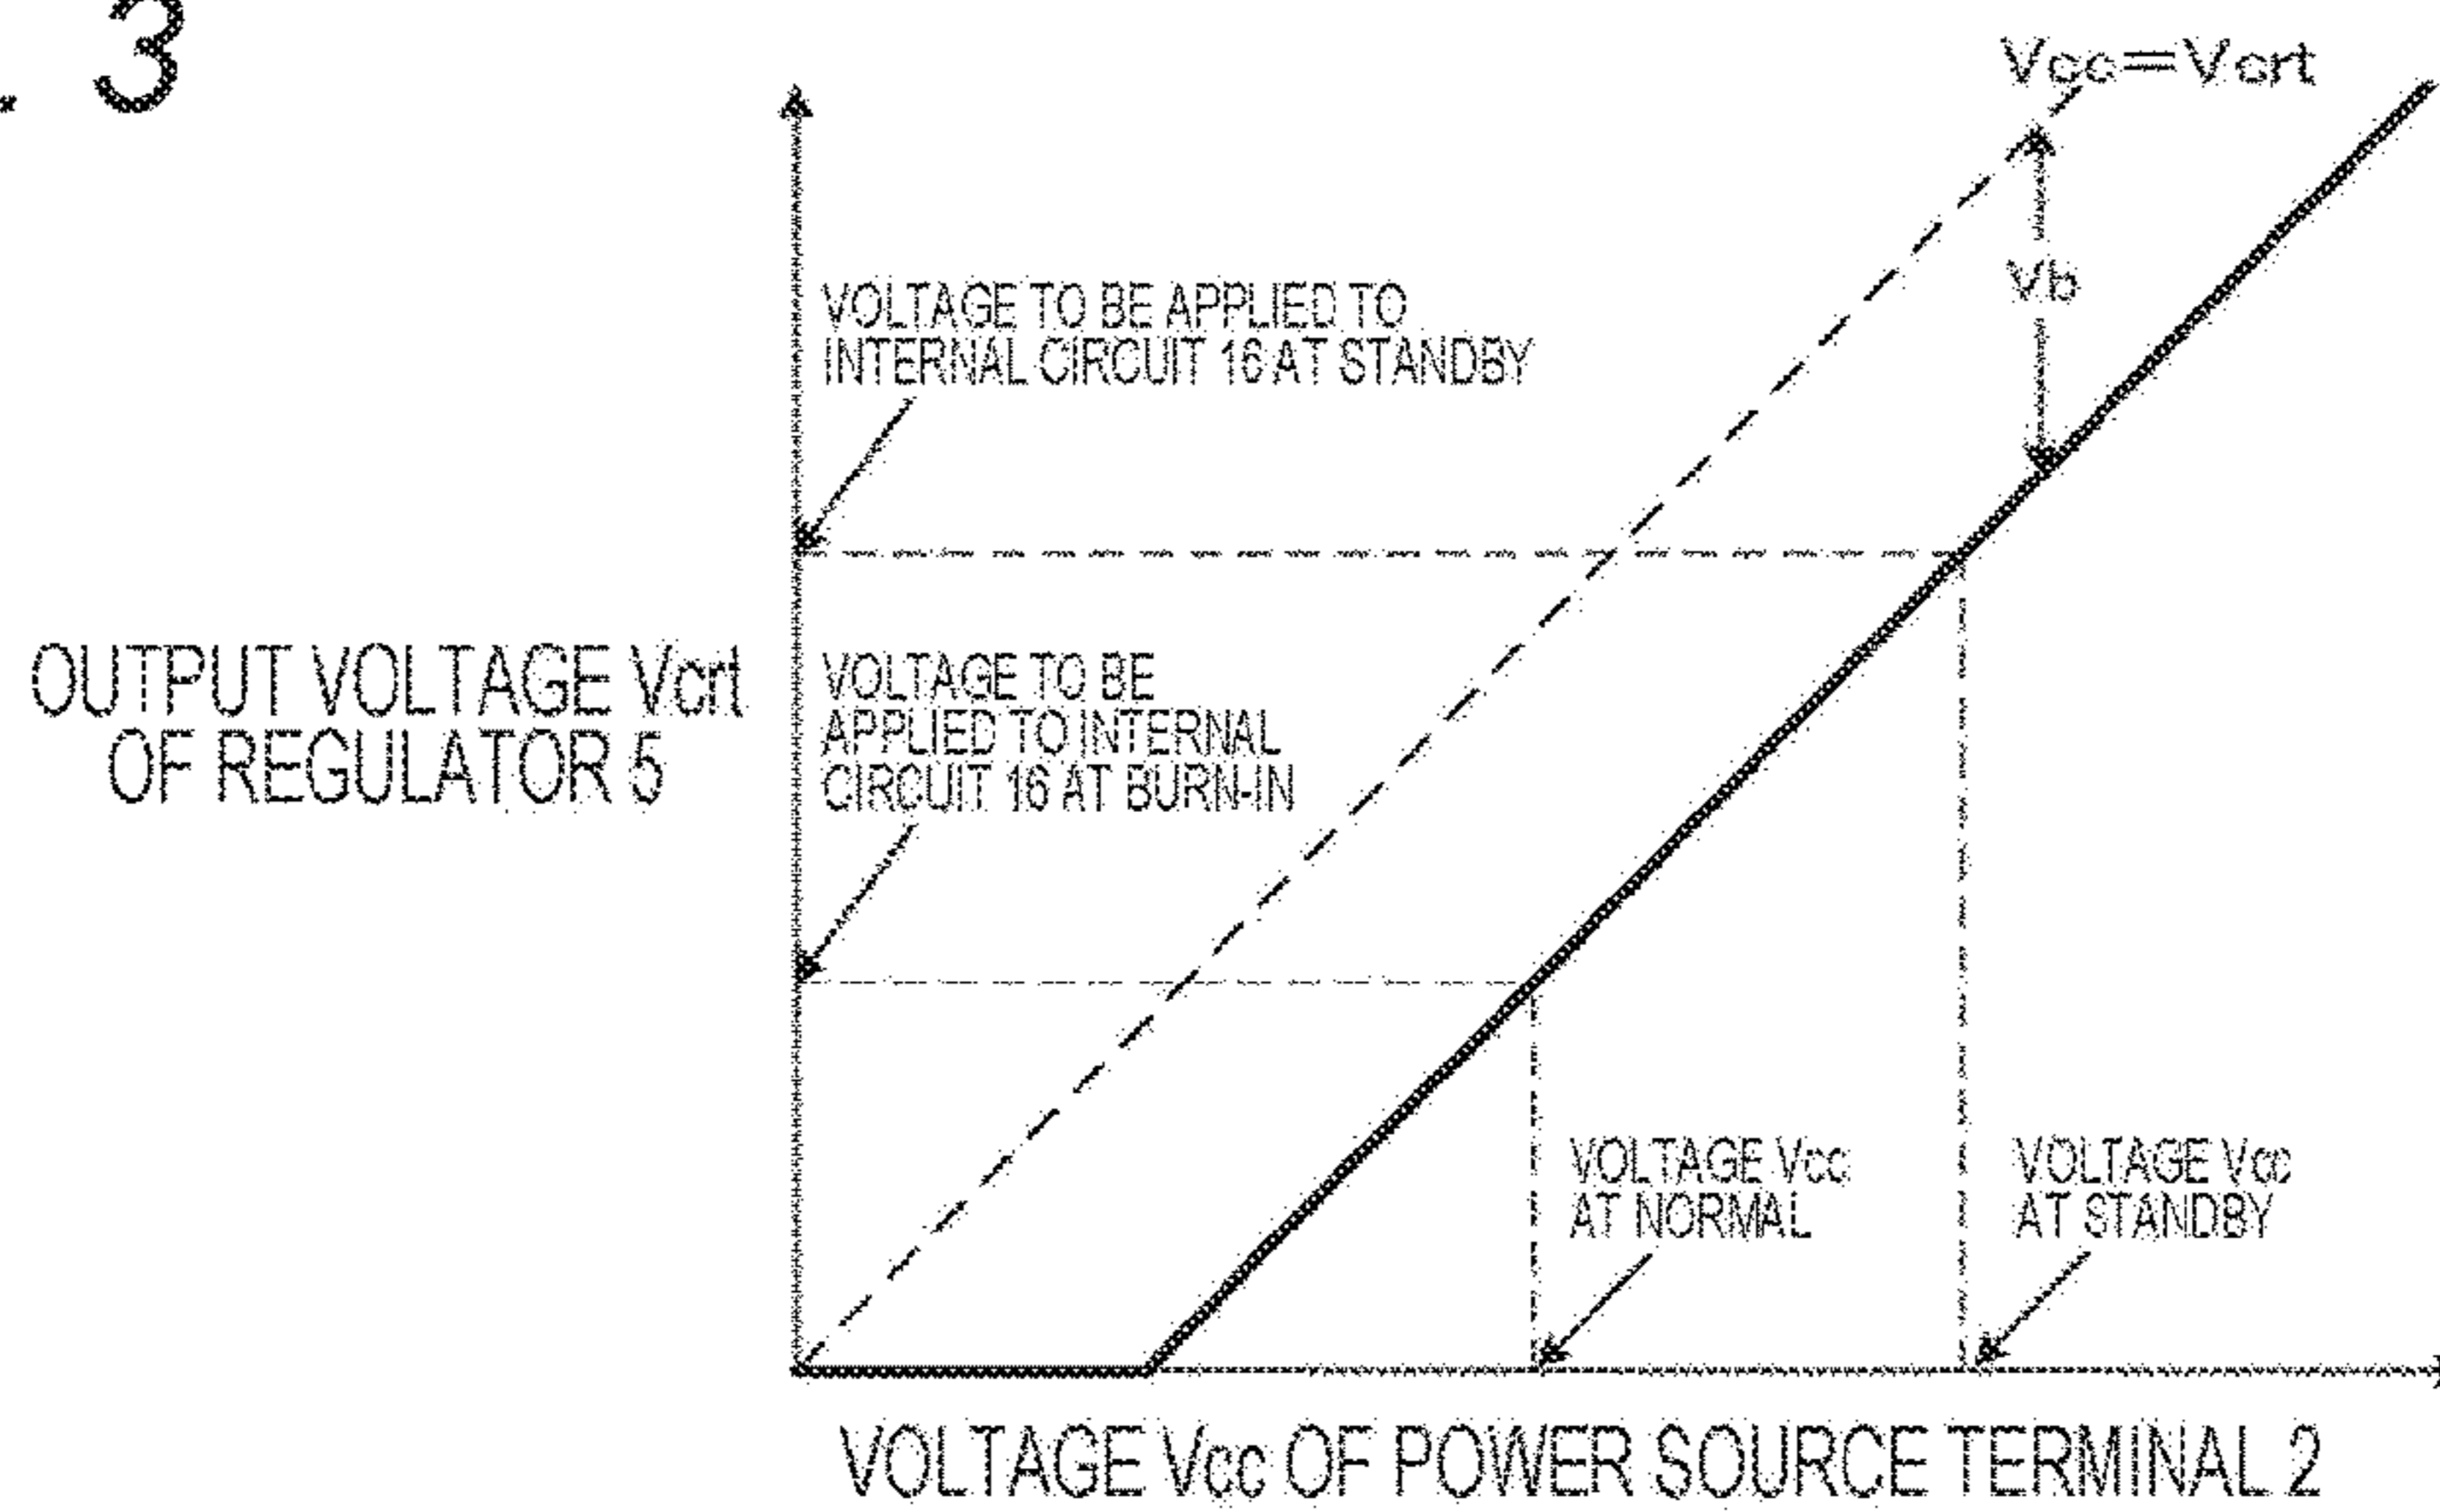 . 3
Vcc=Vcrt
VOLTAGE TO BE APPLIED TO
INTERNAL CIRCUIT 16 AT STANDBY
Vb
OUTPUT VOLTAGE Vcrt
OF REGULATOR 5
VOLTAGE TO BE
APPLIED TO INTERNAL
CIRCUIT 16 AT BURN-IN
VOLTAGE Vcc
AT NORMAL
VOLTAGE Vcc
AT STANDBY
VOLTAGE Vcc OF POWER SOURCE TERMINAL 2